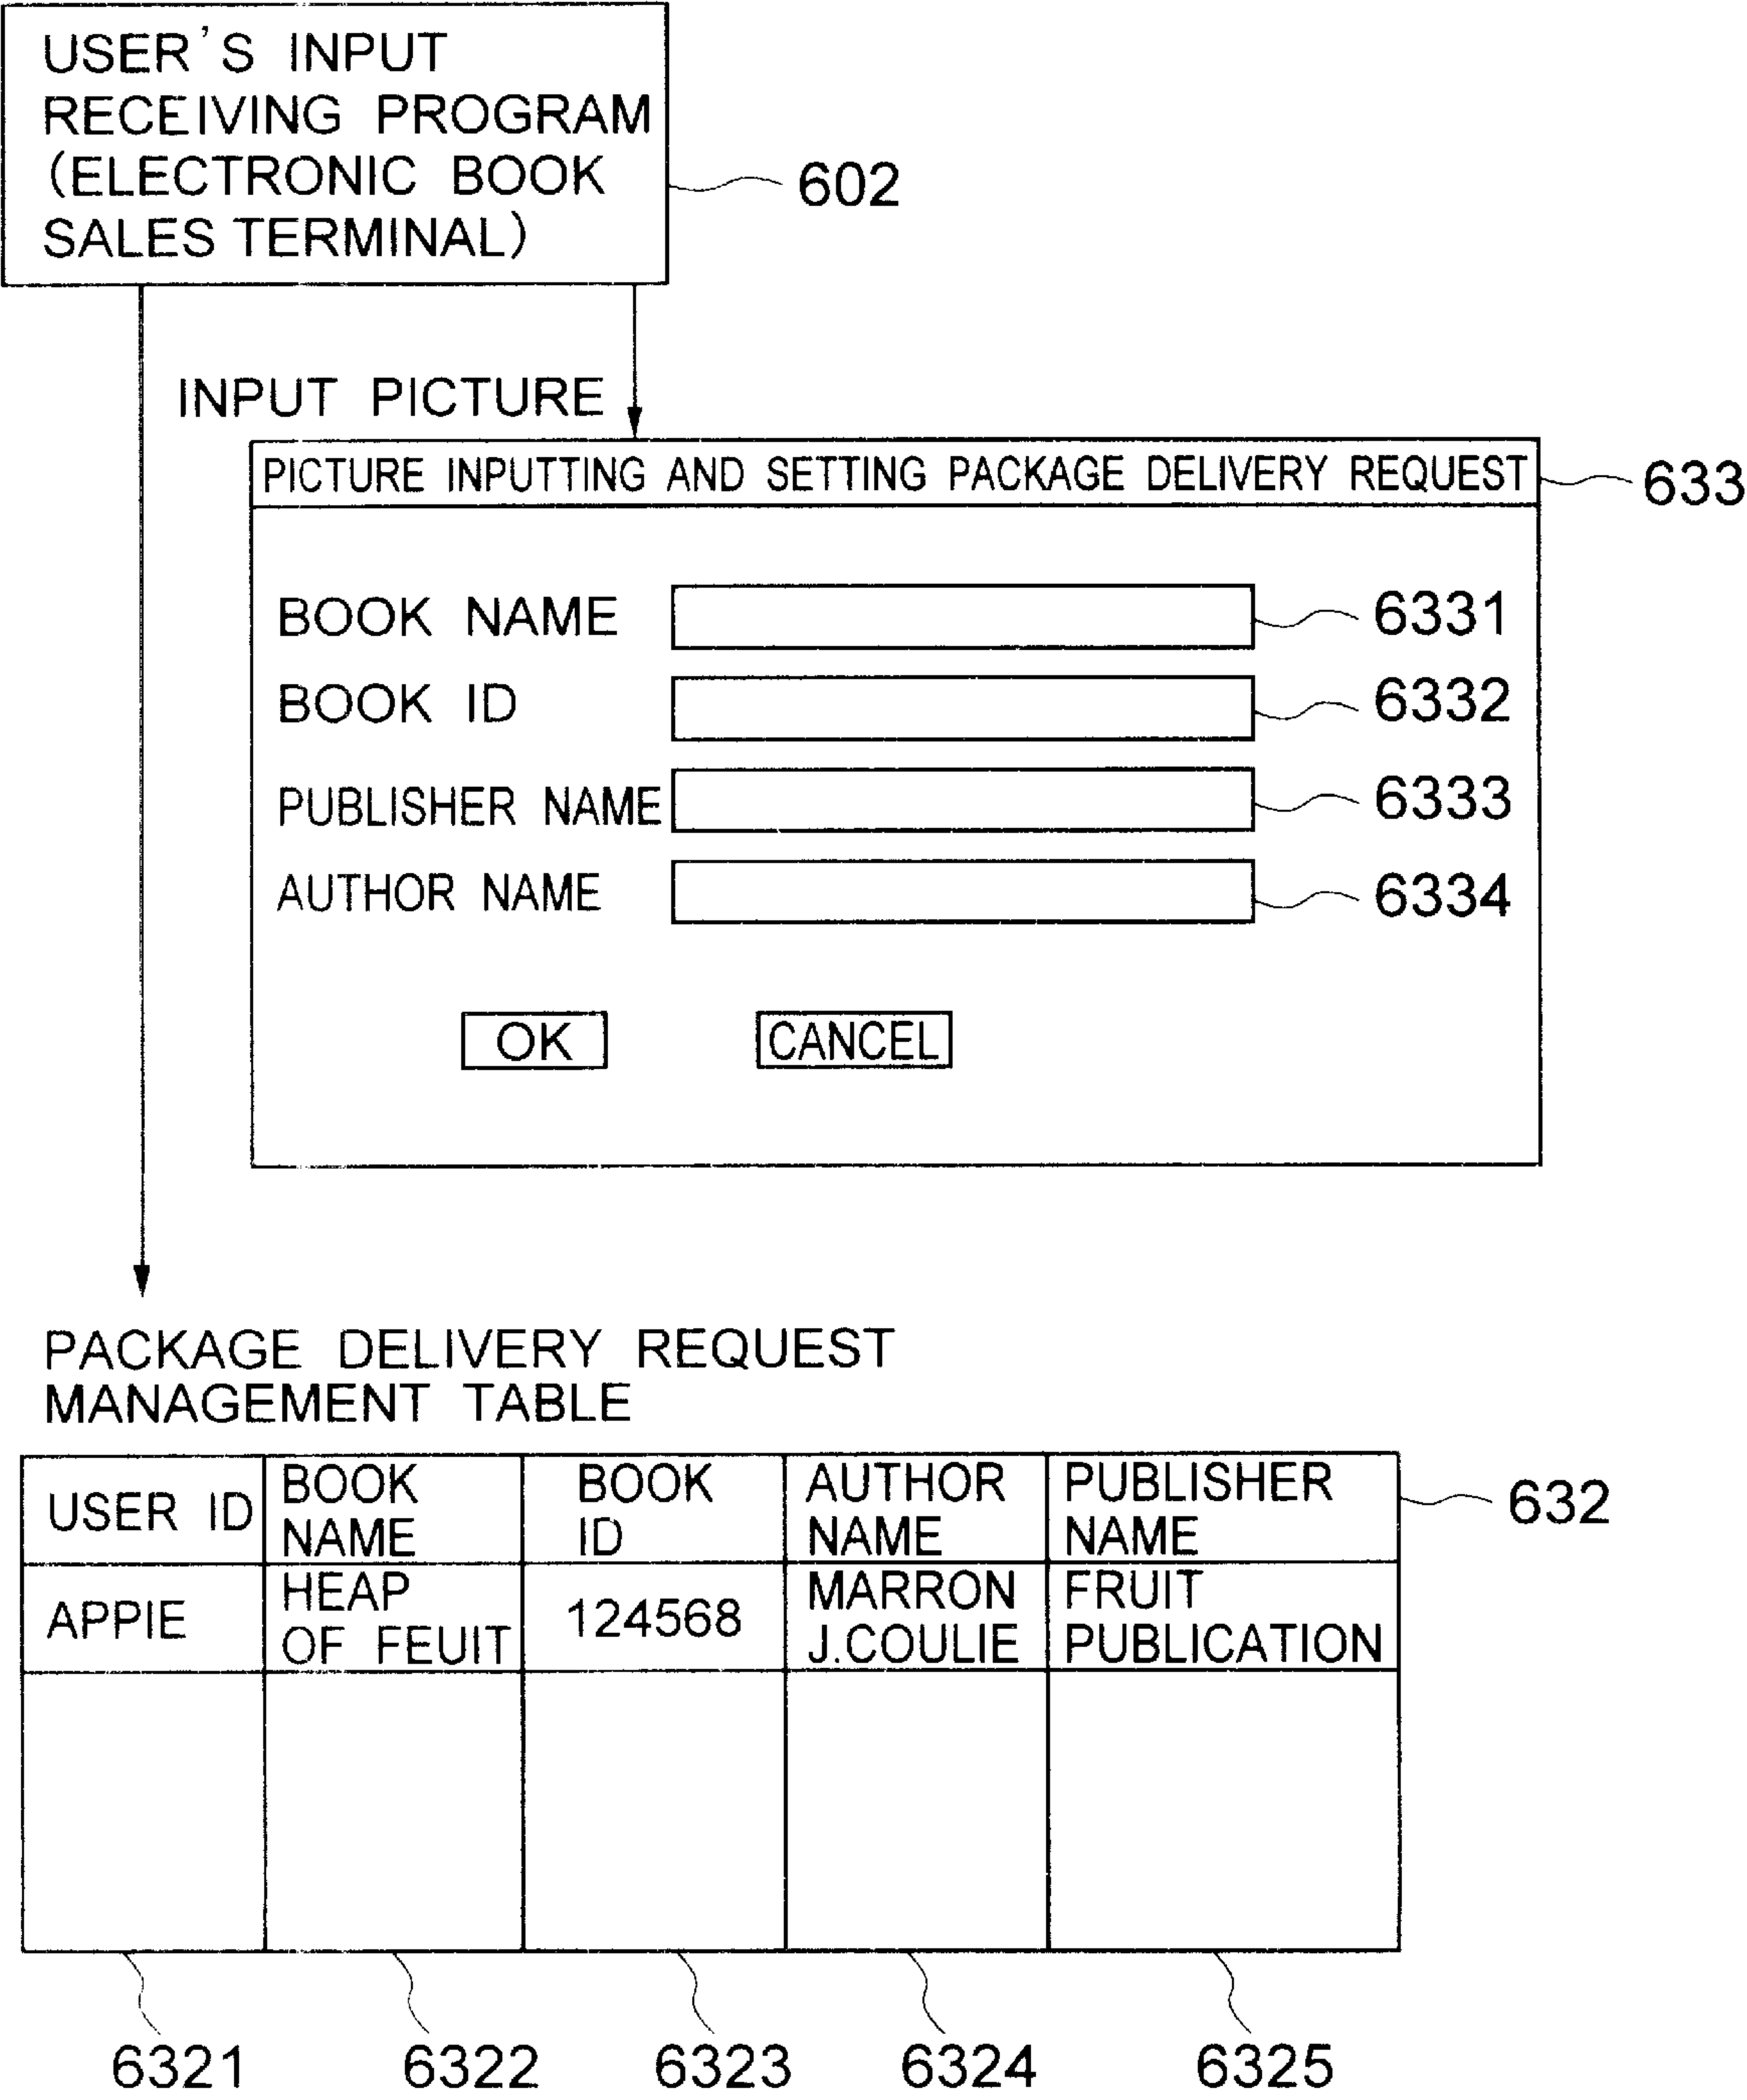 USER'S INPUT
RECEIVING PROGRAM
(ELECTRONIC BOOK
SALES TERMINAL)
602
INPUT PICTURE
PICTURE INPUTTING AND SETTING PACKAGE DELIVERY REQUEST
633
BOOK NAME
6331
BOOK ID
6332
PUBLISHER NAME
6333
AUTHOR NAME
6334
OK
CANCEL
PACKAGE DELIVERY REQUEST
MANAGEMENT TABLE
USER ID
BOOK
NAME
BOOK
ID
AUTHOR
NAME
PUBLISHER
NAME
632
APPIE
HEAP
OF FEUIT
124568
MARRON
J.COULIE
FRUIT
PUBLICATION
6321
6322
6323
6324
6325